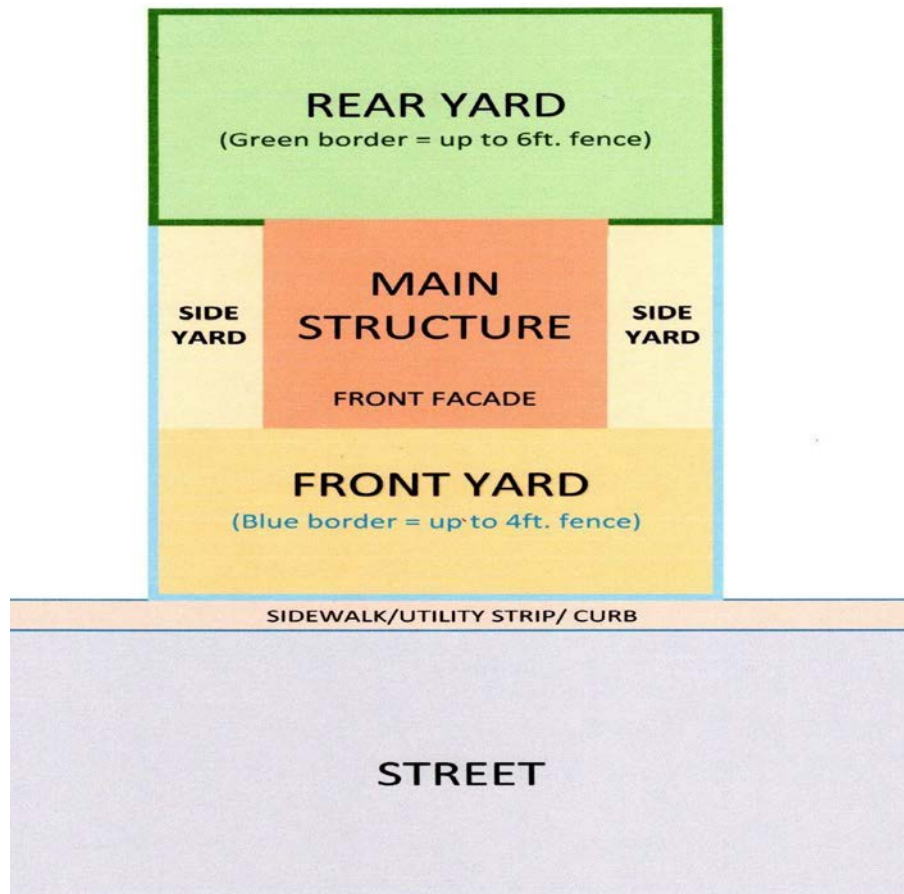 REAR YARD
(Green border = up to 6ft. fence)
MAIN
STRUCTURE
SIDE
YARD
SIDE
YARD
FRONT FACADE
FRONT YARD
(Blue border = up to 4ft. fence)
SIDEWALK/UTILITY STRIP/ CURB
STREET